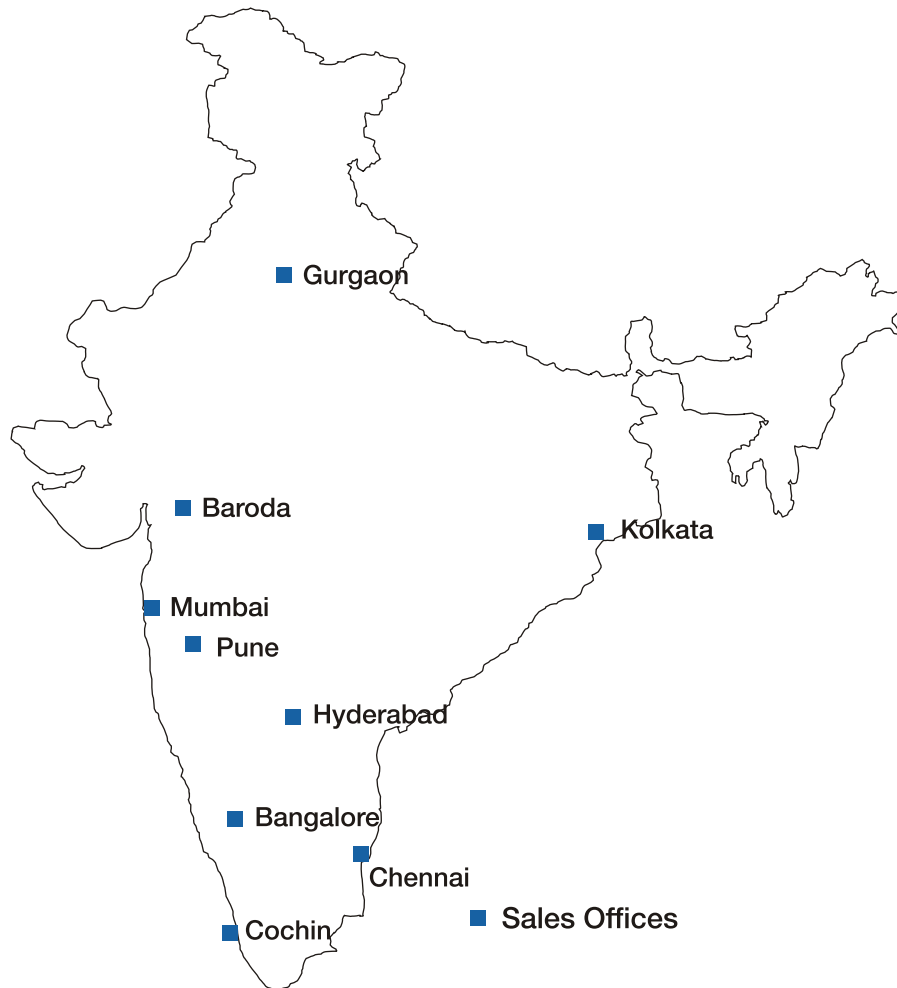 Gurgaon
Baroda
Kolkata
Mumbai
Pune
Hyderabad
Bangalore
Chennai
Sales Offices
Cochin